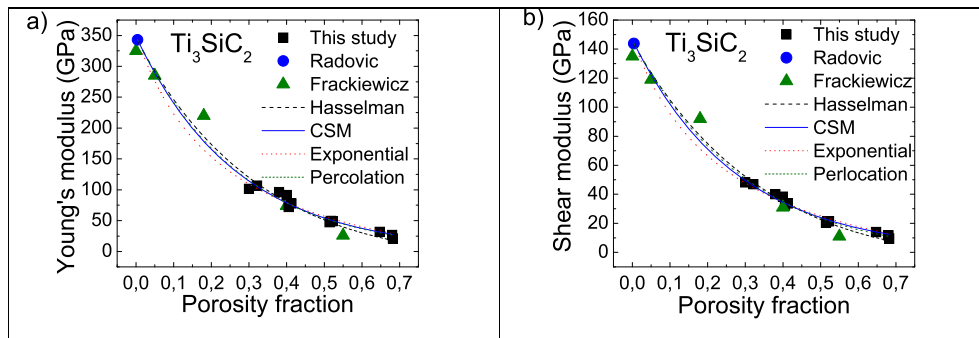 a)
Ti3SiC2
This study
Radovic
Frackiewicz
Hasselman
CSM
Exponential
Percolation
Young's modulus (GPa)
350
300
250
200
150
100
50
0
0,0 0,1 0,2 0,3 0,4 0,5 0,6 0,7
Porosity fraction
b)
Ti3SiC2
This study
Radovic
Frackiewicz
Hasselman
CSM
Exponential
Perlocation
Shear modulus (GPa)
160
140
120
100
80
60
40
20
0
0,0 0,1 0,2 0,3 0,4 0,5 0,6 0,7
Porosity fraction